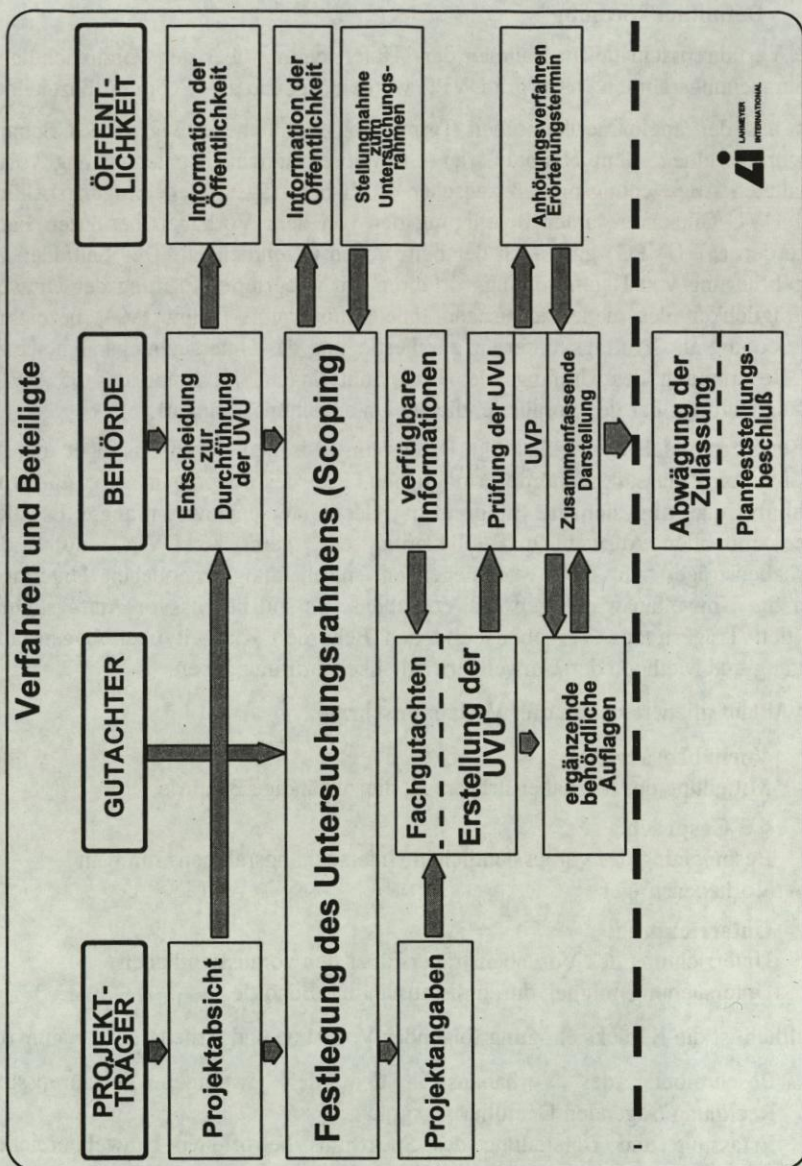 Verfahren und Beteiligte
PROJEKT-
TRÄGER
GUTACHTER
BEHÖRDE
ÖFFENT-
LICHKEIT
Projektabsicht
Entscheidung
zur
Durchführung
der UVU
Information der
Öffentlichkeit
Festlegung des Untersuchungsrahmens (Scoping)
Information der
Öffentlichkeit
Stellungnahne
zum
Untersuchungs-
rahmen
Projektangaben
Fachgutachten
Erstellung der
UVU
verfügbare
Informationen
Prüfung der UVU
UVP
Zusammenfassende
Darstellung
Anhörungsverfahren
Erörterungstermin
ergänzende
behördliche
Auflagen
Abwägung der
Zulassung
Planfeststellungs-
beschluß
LAHMEYER
INTERNATIONAL